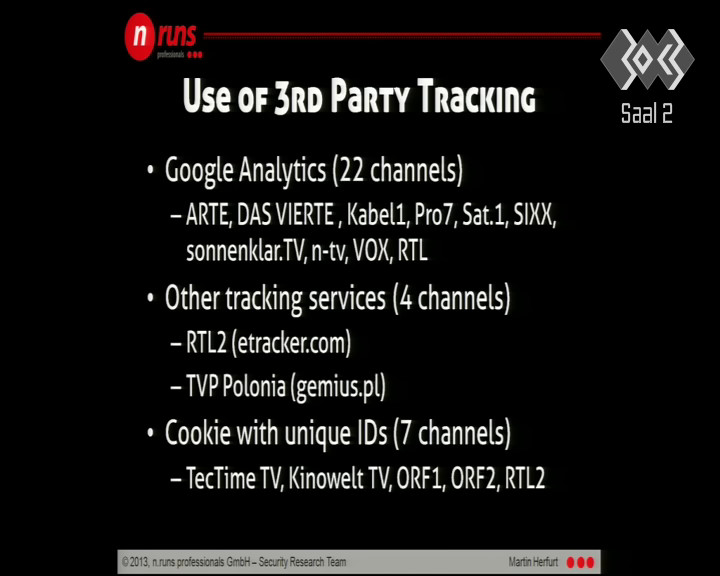 n runs
professionals
Saal 2
Use of 3rd Party Tracking
• Google Analytics (22 channels)
– ARTE, DAS VIERTE , Kabel1, Pro7, Sat.1, SIXX,
sonnenklar.TV, n-tv, VOX, RTL
• Other tracking services (4 channels)
– RTL2 (etracker.com)
– TVP Polonia (gemius.pl)
• Cookie with unique IDs (7 channels)
– TecTime TV, Kinowelt TV, ORF1, ORF2, RTL2
© 2013, n.runs professionals GmbH – Security Research Team
Martin Herfurt